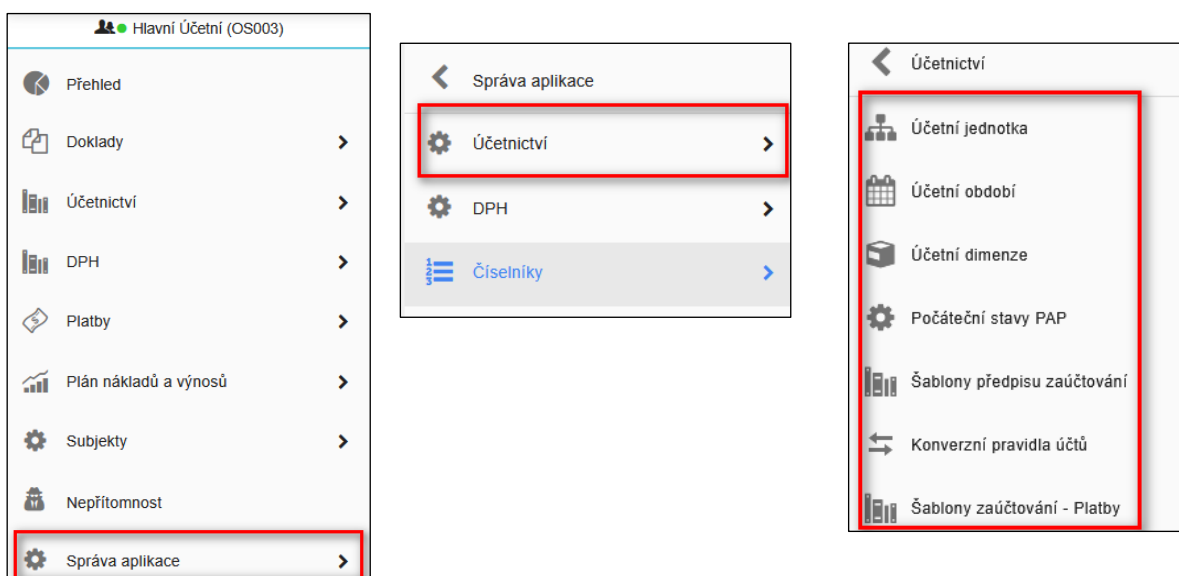 Hlavní Účetní (OS003)
Přehled
Doklady
Účetnictví
DPH
Platby
Plán nákladů a výnosů
Subjekty
Nepřítomnost
Správa aplikace
Správa aplikace
Účetnictví
DPH
Číselníky
Účetnictví
Účetní jednotka
Účetní období
Účetní dimenze
Počáteční stavy PAP
Šablony předpisu zaúčtování
Konverzní pravidla účtů
Šablony zaúčtování - Platby